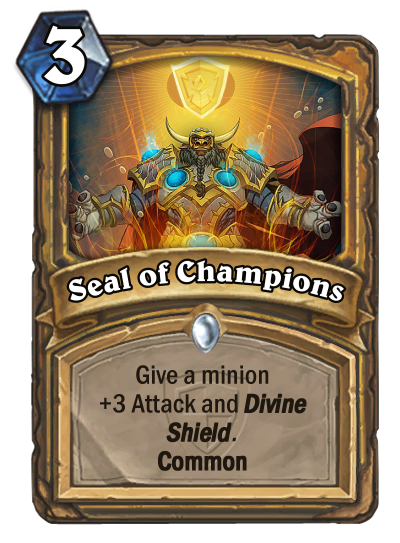 3
Seal of Champions
Give a minion
+3 Attack and Divine
Shield.
Common